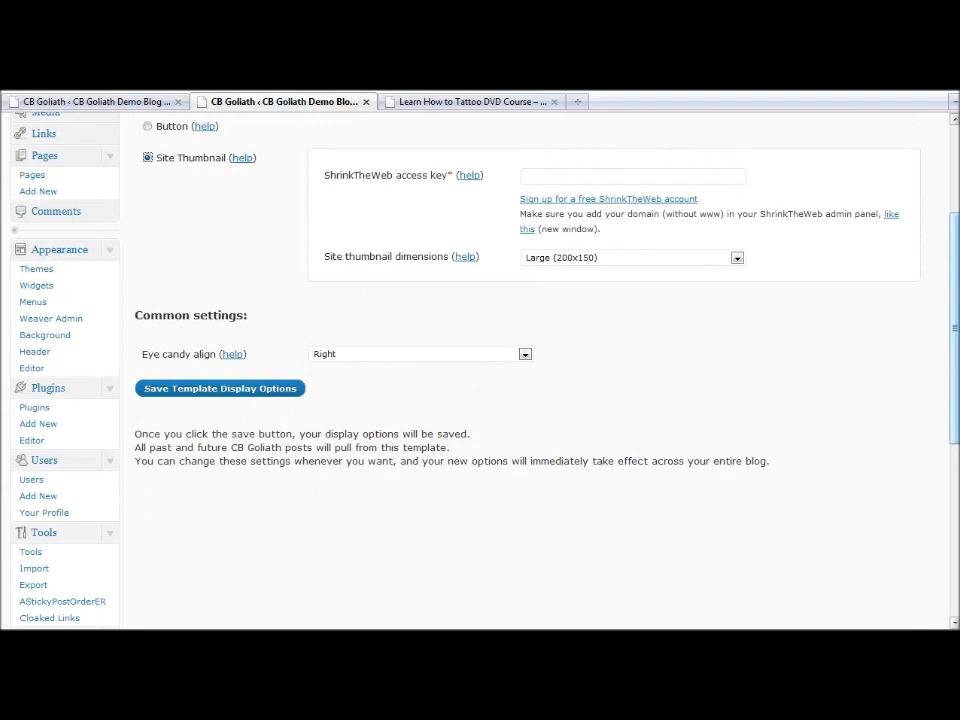 CB Goliath ‹ CB Goliath Demo Blog ...
CB Goliath ‹ CB Goliath Demo Blo...
Learn How to Tattoo DVD Course – ...
Media
Links
Pages
Pages
Add New
Comments
Appearance
Themes
Widgets
Menus
Weaver Admin
Background
Header
Editor
Plugins
Plugins
Add New
Editor
Users
Users
Add New
Your Profile
Tools
Tools
Import
Export
AStickyPostOrderER
Cloaked Links
Button (help)
Site Thumbnail (help)
ShrinkTheWeb access key* (help)
Sign up for a free ShrinkTheWeb account
Make sure you add your domain (without www) in your ShrinkTheWeb admin panel, like
this (new window).
Site thumbnail dimensions (help)
Large (200x150)
Common settings:
Eye candy align (help)
Right
Save Template Display Options
Once you click the save button, your display options will be saved.
All past and future CB Goliath posts will pull from this template.
You can change these settings whenever you want, and your new options will immediately take effect across your entire blog.